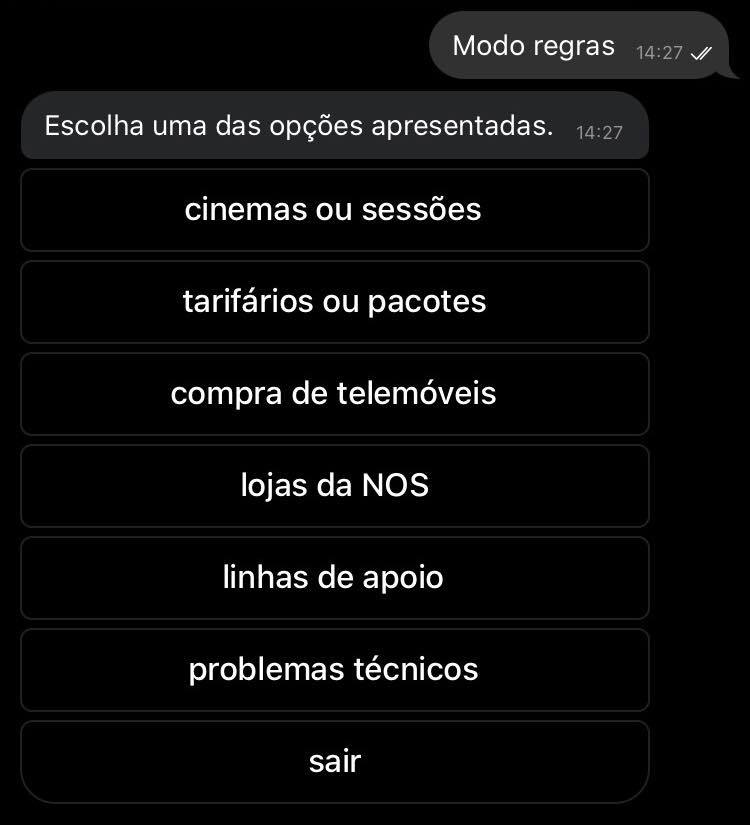 Modo regras 14:27
Escolha uma das opções apresentadas. 14:27
cinemas ou sessões
tarifários ou pacotes
compra de telemóveis
lojas da NOS
linhas de apoio
problemas técnicos
sair